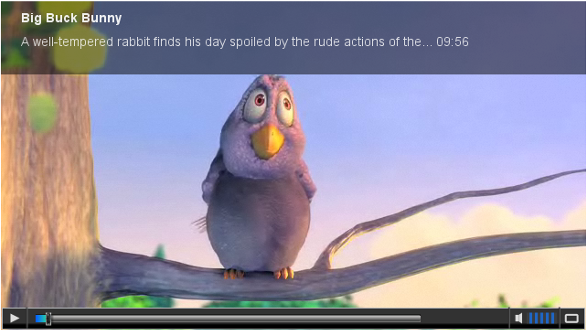 Big Buck Bunny
A well-tempered rabbit finds his day spoiled by the rude actions of the... 09:56